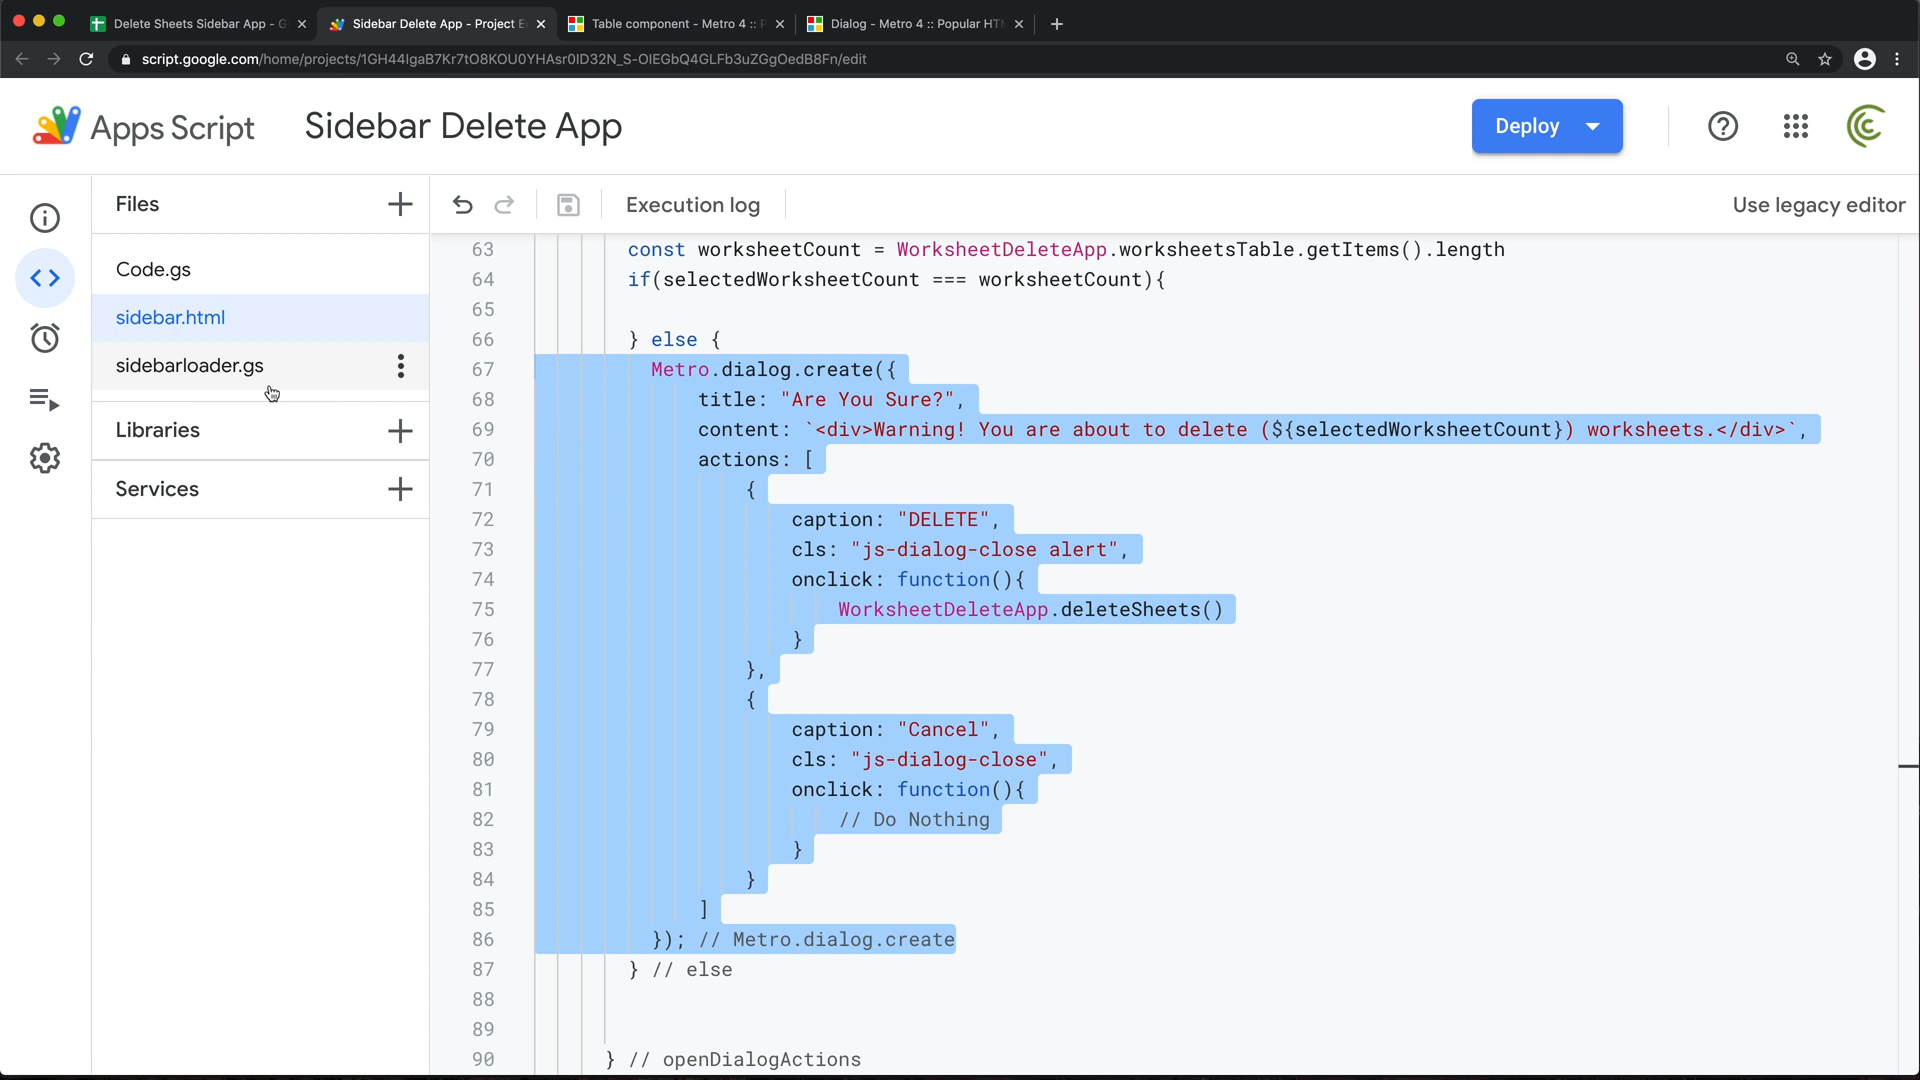 Delete Sheets Sidebar App - G
Sidebar Delete App - Project E
Table component - Metro 4 :: P
Dialog - Metro 4 :: Popular HTM
script.google.com/home/projects/1GH44IgaB7Kr7tO8KOU0YHAsr0ID32N_S-OIEGbQ4GLFb3uZGgOedB8Fn/edit
Apps Script
Sidebar Delete App
Deploy
Files
Execution log
Use legacy editor
Code.gs
sidebar.html
sidebarloader.gs
Libraries
Services
63 const worksheetCount = WorksheetDeleteApp.worksheetsTable.getItems().length
64 if(selectedWorksheetCount === worksheetCount){
65
66 } else {
67 Metro.dialog.create({
68 title: "Are You Sure?",
69 content: `<div>Warning! You are about to delete (${selectedWorksheetCount}) worksheets.</div>`,
70 actions: [
71 {
72 caption: "DELETE",
73 cls: "js-dialog-close alert",
74 onclick: function(){
75 WorksheetDeleteApp.deleteSheets()
76 }
77 },
78 {
79 caption: "Cancel",
80 cls: "js-dialog-close",
81 onclick: function(){
82 // Do Nothing
83 }
84 }
85 ]
86 }); // Metro.dialog.create
87 } // else
88
89
90 } // openDialogActions